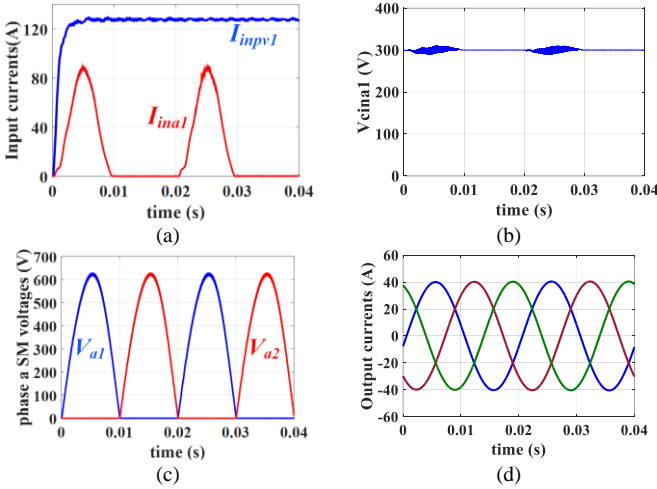 Input currents(A)
120
80
40
0
I_inpv1
I_ina1
0 0.01 0.02 0.03 0.04
time (s)
(a)
Vcina1 (V)
400
300
200
100
0
0 0.01 0.02 0.03 0.04
time (s)
(b)
phase a SM voltages (V)
700
600
500
400
300
200
100
0
V_a1
V_a2
0 0.01 0.02 0.03 0.04
time (s)
(c)
Output currents (A)
60
40
20
0
-20
-40
-60
0 0.01 0.02 0.03 0.04
time (s)
(d)